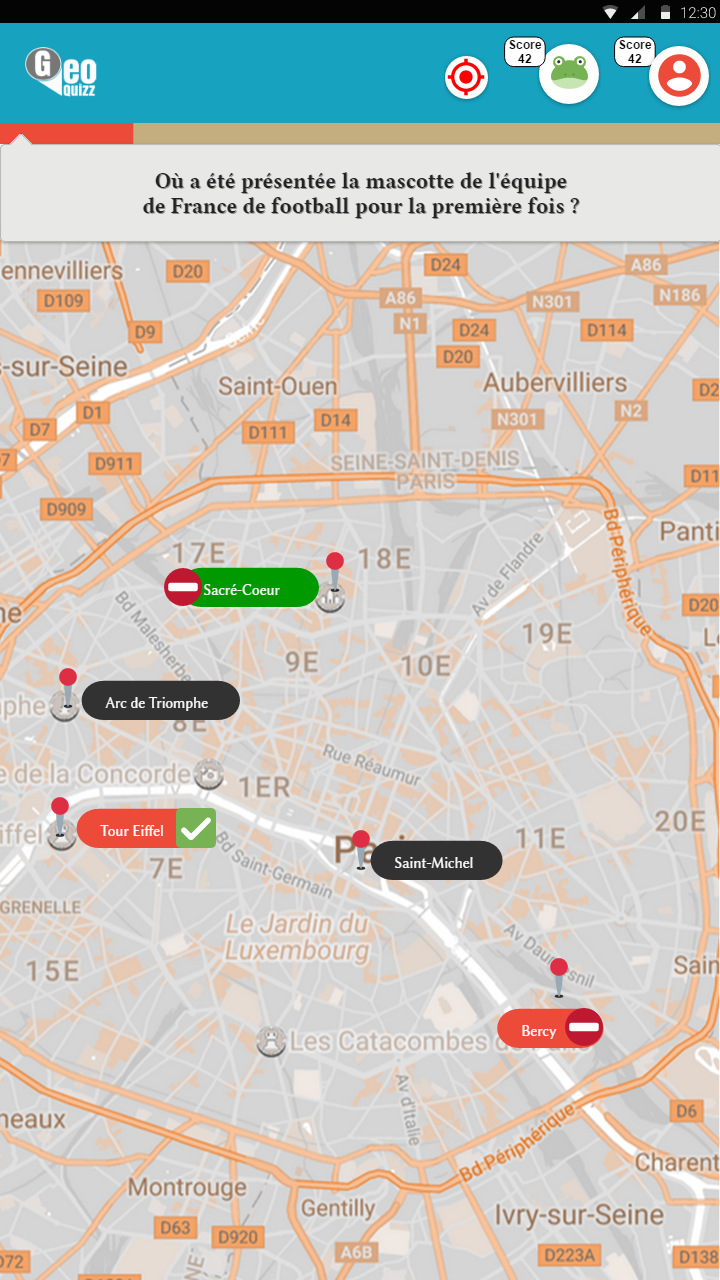 12:30
Geo
quizz
Score
42
Score
42
Où a été présentée la mascotte de l'équipe
de France de football pour la première fois ?
ennevilliers
D20
D24
A86
D109
A86
N301
N186
N1
D9
D24
D114
D20
-sur-Seine
Saint-Ouen
Aubervilliers
D2
D1
D14
N301
N2
D7
D111
D911
SEINE-SAINT-DENIS
PARIS
D11
D909
Bd Périphérique
Panti
17E
18E
Av de Flandre
Sacré-Coeur
Bd Malesherbe
D20
19E
9E
10E
Arc de Triomphe
8E
Rue Réaumur
e de la Concorde
1ER
20E
iffel
Tour Eiffel
11E
Bd Saint-Germain
Saint-Michel
7E
GRENELLE
Le Jardin du
Luxembourg
Av Daumesnil
15E
Sain
Bercy
Les Catacombes de Paris
Av d'Italie
neaux
D6
Bd Périphérique
Charent
Montrouge
Gentilly
Ivry-sur-Seine
D63
D920
A6B
D223A
D138
D72